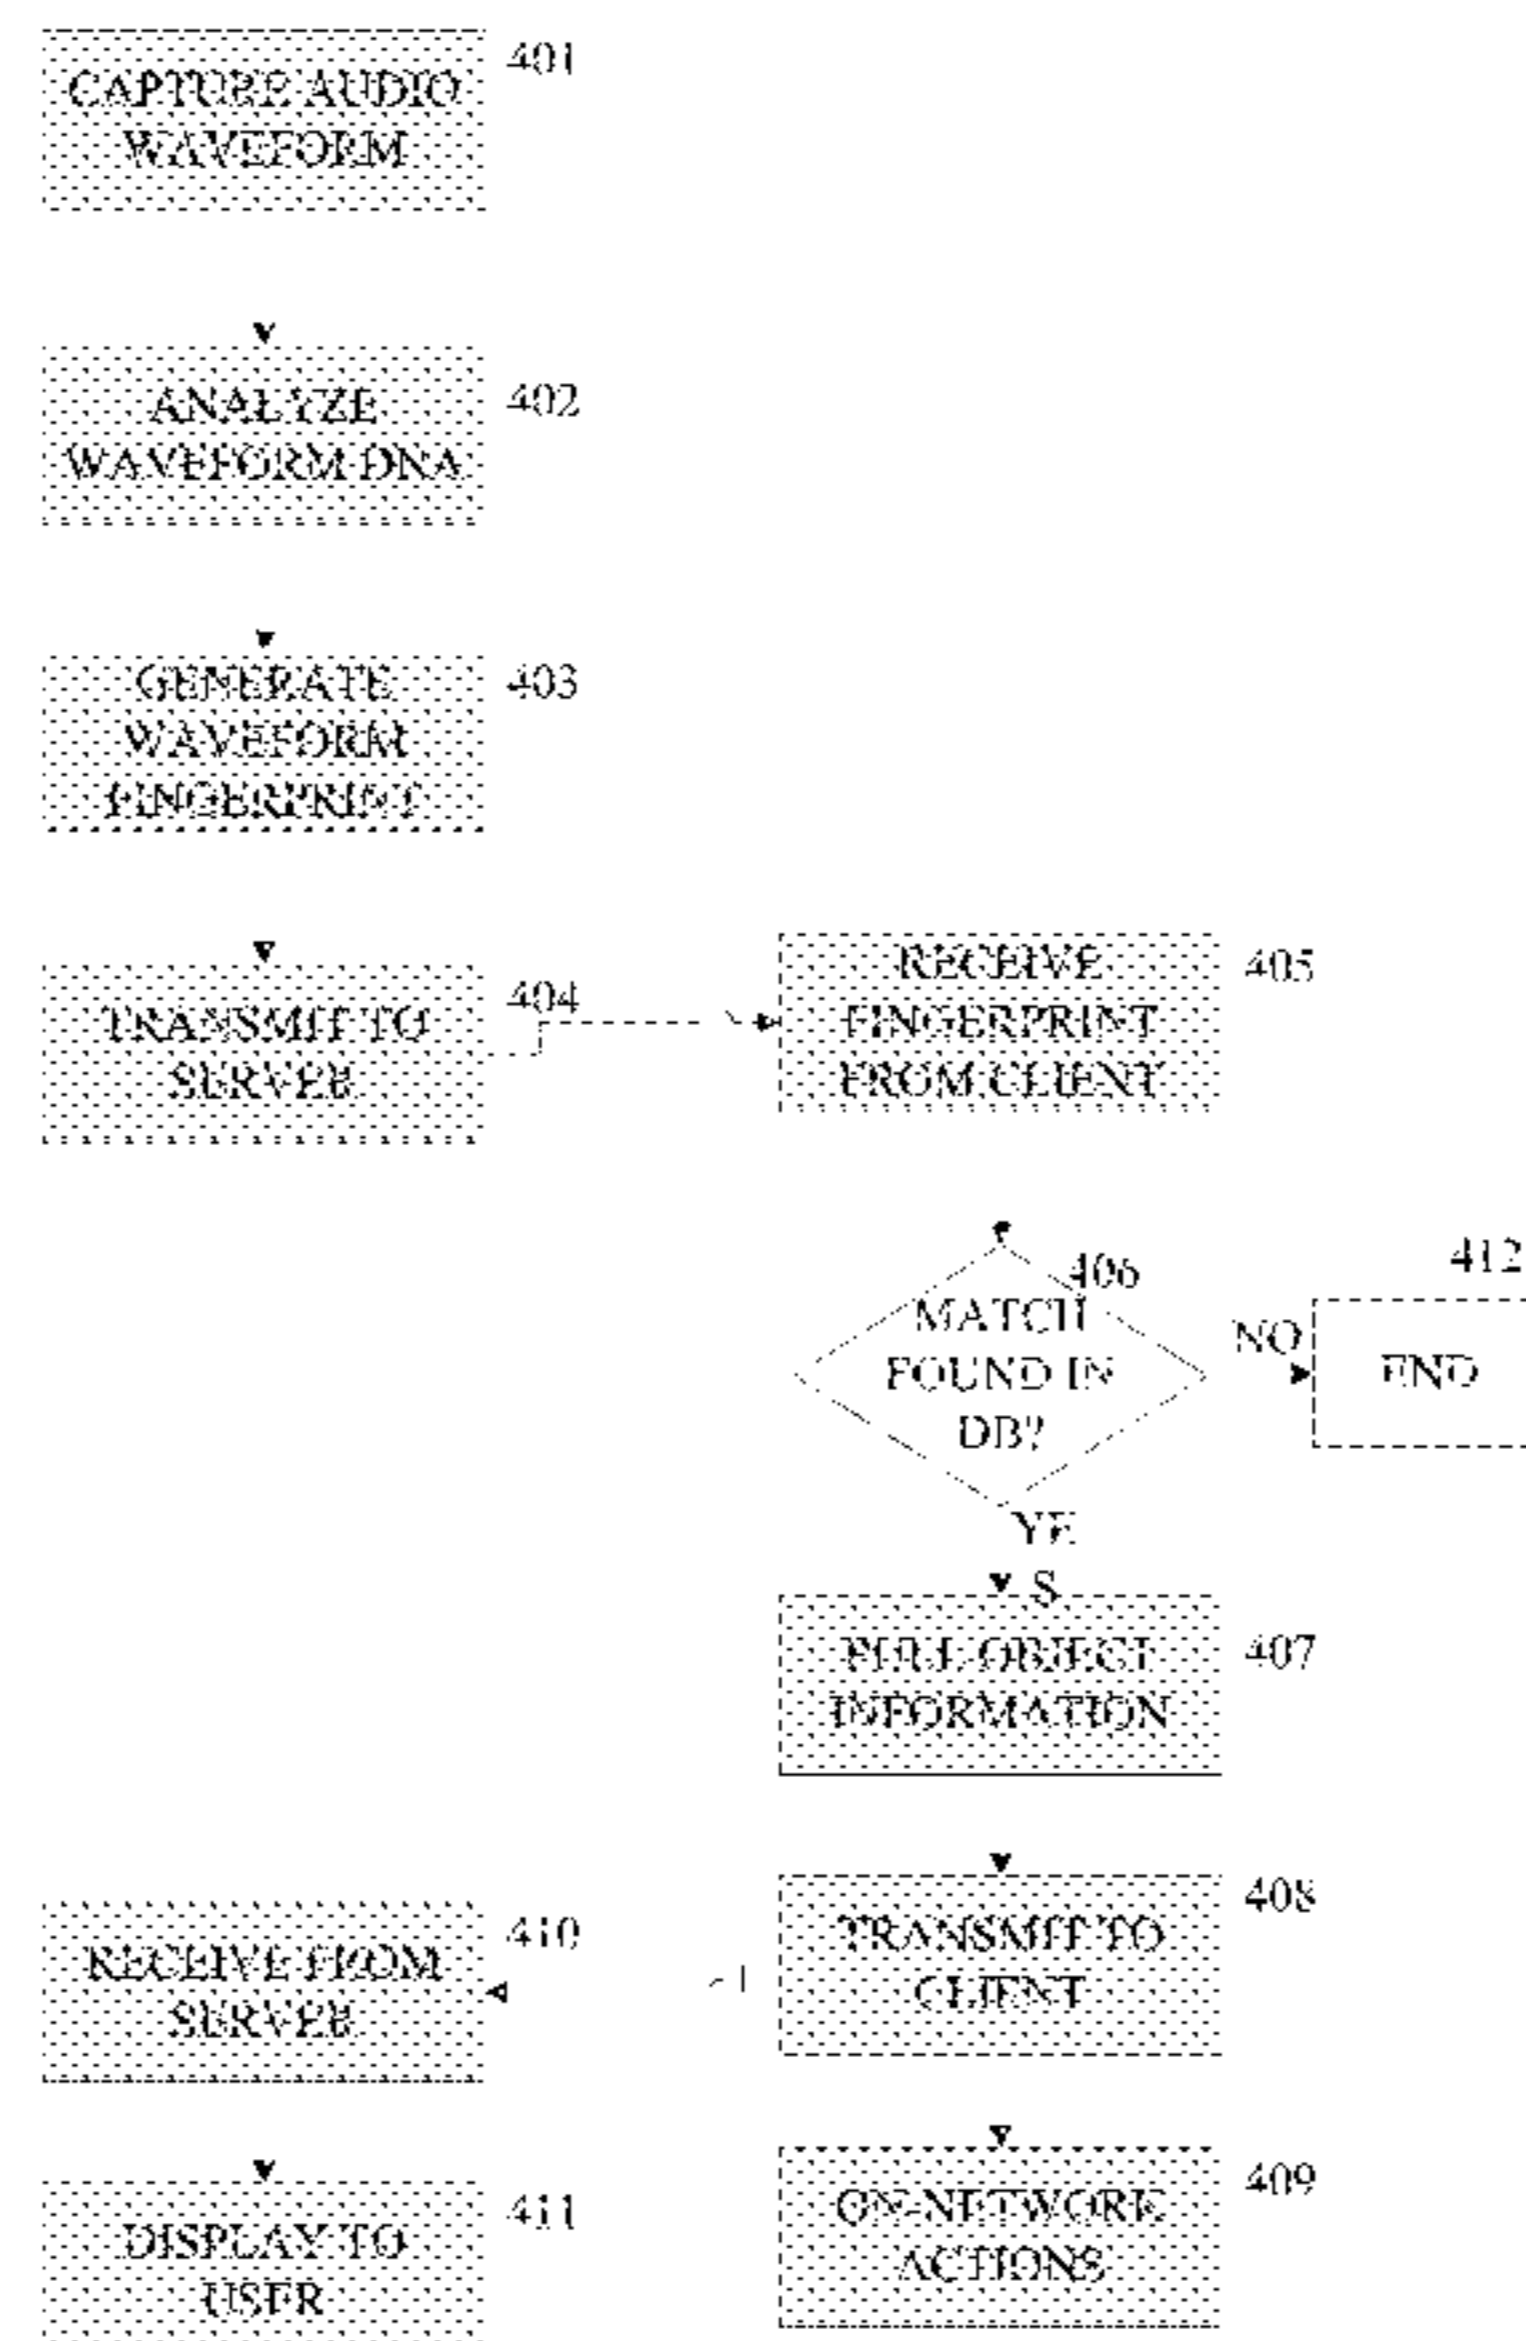 401
CAPTURE AUDIO
WAVEFORM
402
ANALYZE
WAVEFORM DNA
403
GENERATE
WAVEFORM
FINGERPRINT
404
TRANSMIT TO
SERVER
405
RECEIVE
FINGERPRINT
FROM CLIENT
406
MATCH
FOUND IN
DB?
NO
412
END
YE
S
407
PULL OBJECT
INFORMATION
408
TRANSMIT TO
CLIENT
410
RECEIVE FROM
SERVER
409
ON-NETWORK
ACTIONS
411
DISPLAY TO
USER